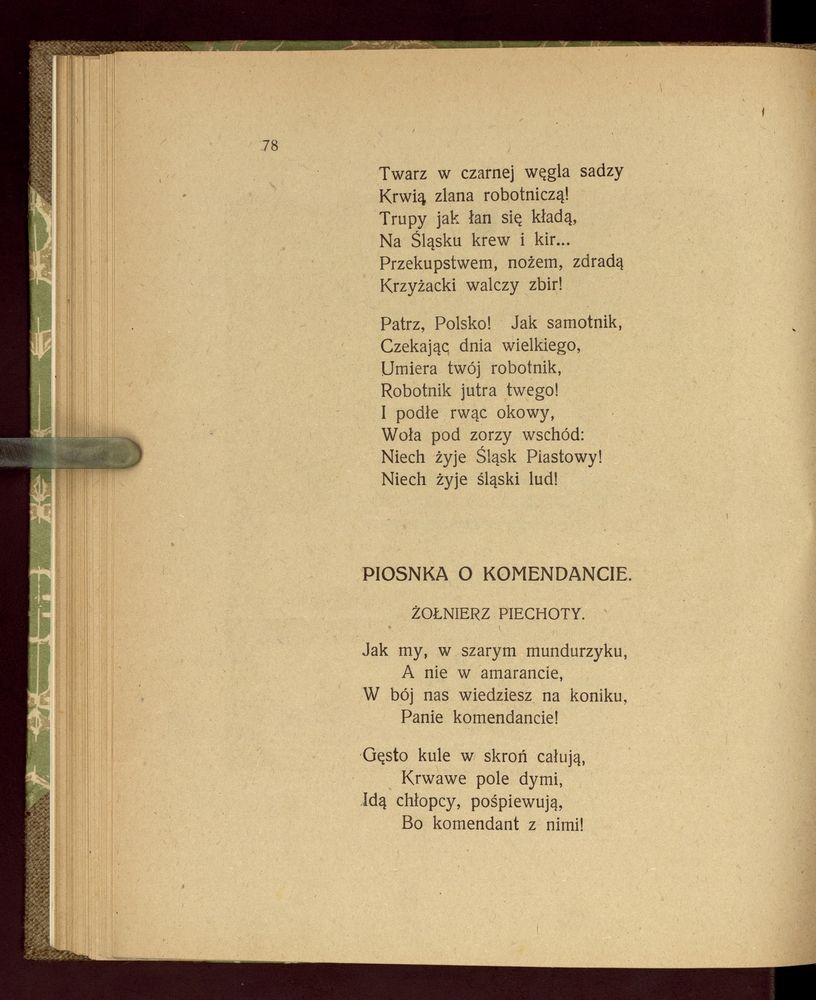 78
Twarz w czarnej węgla sadzy
Krwią zlana robotniczą!
Trupy jak łan się kładą,
Na Śląsku krew i kir...
Przekupstwem, nożem, zdradą
Krzyżacki walczy zbir!
Patrz, Polsko! Jak samotnik,
Czekając dnia wielkiego,
Umiera twój robotnik,
Robotnik jutra twego!
I podłe rwąc okowy,
Woła pod zorzy wschód:
Niech żyje Śląsk Piastowy!
Niech żyje śląski lud!
PIOSNKA O KOMENDANCIE.
ŻOŁNIERZ PIECHOTY.
Jak my, w szarym mundurzyku,
A nie w amarancie,
W bój nas wiedziesz na koniku,
Panie komendancie!
Gęsto kule w skroń całują,
Krwawe pole dymi,
Idą chłopcy, pośpiewują,
Bo komendant z nimi!